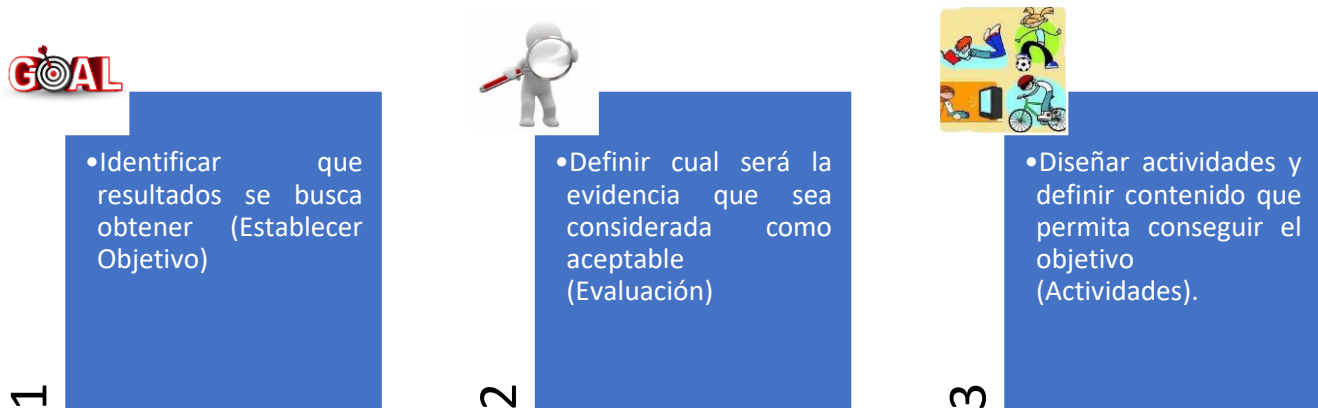 GOAL
•Identificar que
resultados se busca
obtener (Establecer
Objetivo)
1
•Definir cual será la
evidencia que sea
considerada como
aceptable
(Evaluación)
2
•Diseñar actividades y
definir contenido que
permita conseguir el
objetivo
(Actividades).
3